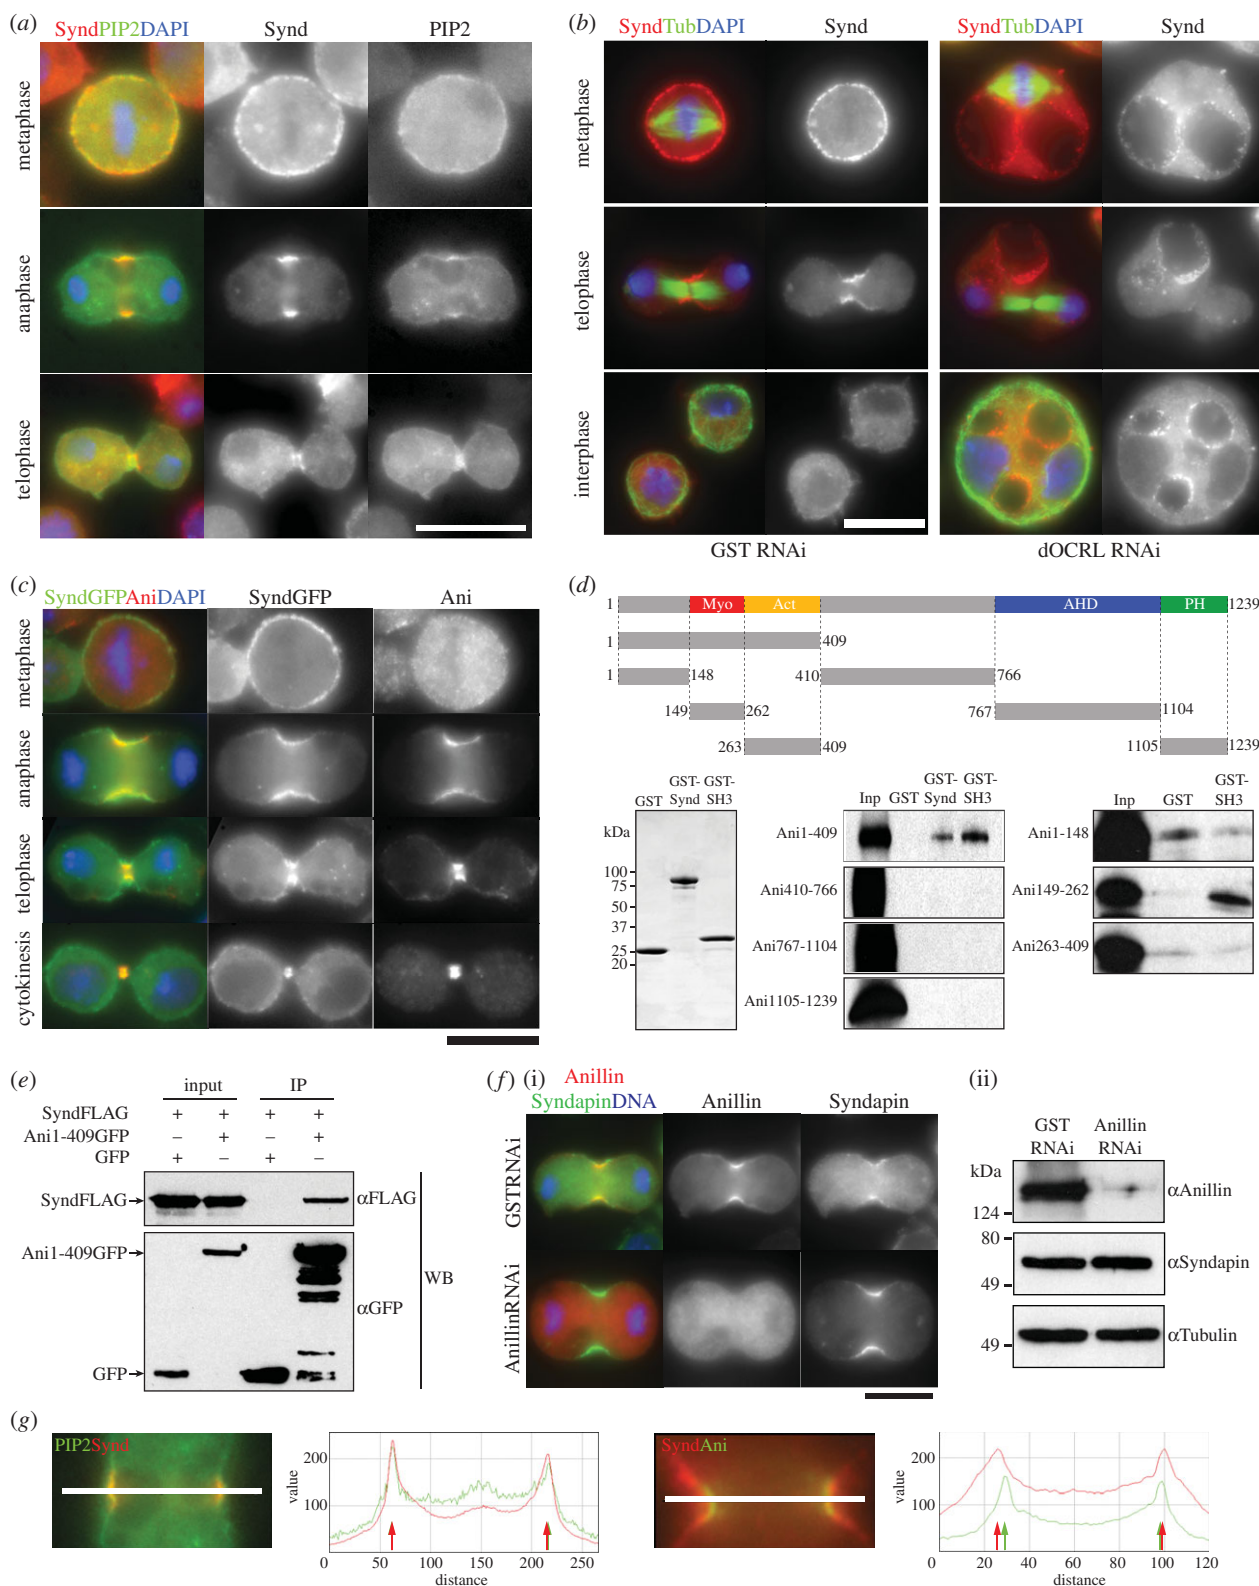 (a)
SyndPIP2DAPI Synd PIP2
metaphase
anaphase
telophase
(b)
SyndTubDAPI Synd SyndTubDAPI Synd
metaphase
telophase
interphase
GST RNAi dOCRL RNAi
(c)
SyndGFPAniDAPI SyndGFP Ani
metaphase
anaphase
telophase
cytokinesis
(d)
1 Myo Act AHD PH 1239
1 409
1 148 410 766
149 262 767 1104
263 409 1105 1239
GST GST-Synd GST-SH3
kDa
100
75
50
37
25
20
Inp GST GST-Synd GST-SH3
Ani1-409
Ani410-766
Ani767-1104
Ani1105-1239
Inp GST GST-SH3
Ani1-148
Ani149-262
Ani263-409
(e)
input IP
SyndFLAG + + + +
Ani1-409GFP – + – +
GFP + – + –
SyndFLAG αFLAG
Ani1-409GFP
αGFP
GFP
WB
(f) (i)
Anillin
SyndapinDNA Anillin Syndapin
GSTRNAi
AnillinRNAi
(ii)
GST RNAi Anillin RNAi
kDa
124 αAnillin
80
49 αSyndapin
49 αTubulin
(g)
PIP2Synd
value
200
100
0 50 100 150 200 250
distance
SyndAni
value
200
100
0 20 40 60 80 100 120
distance